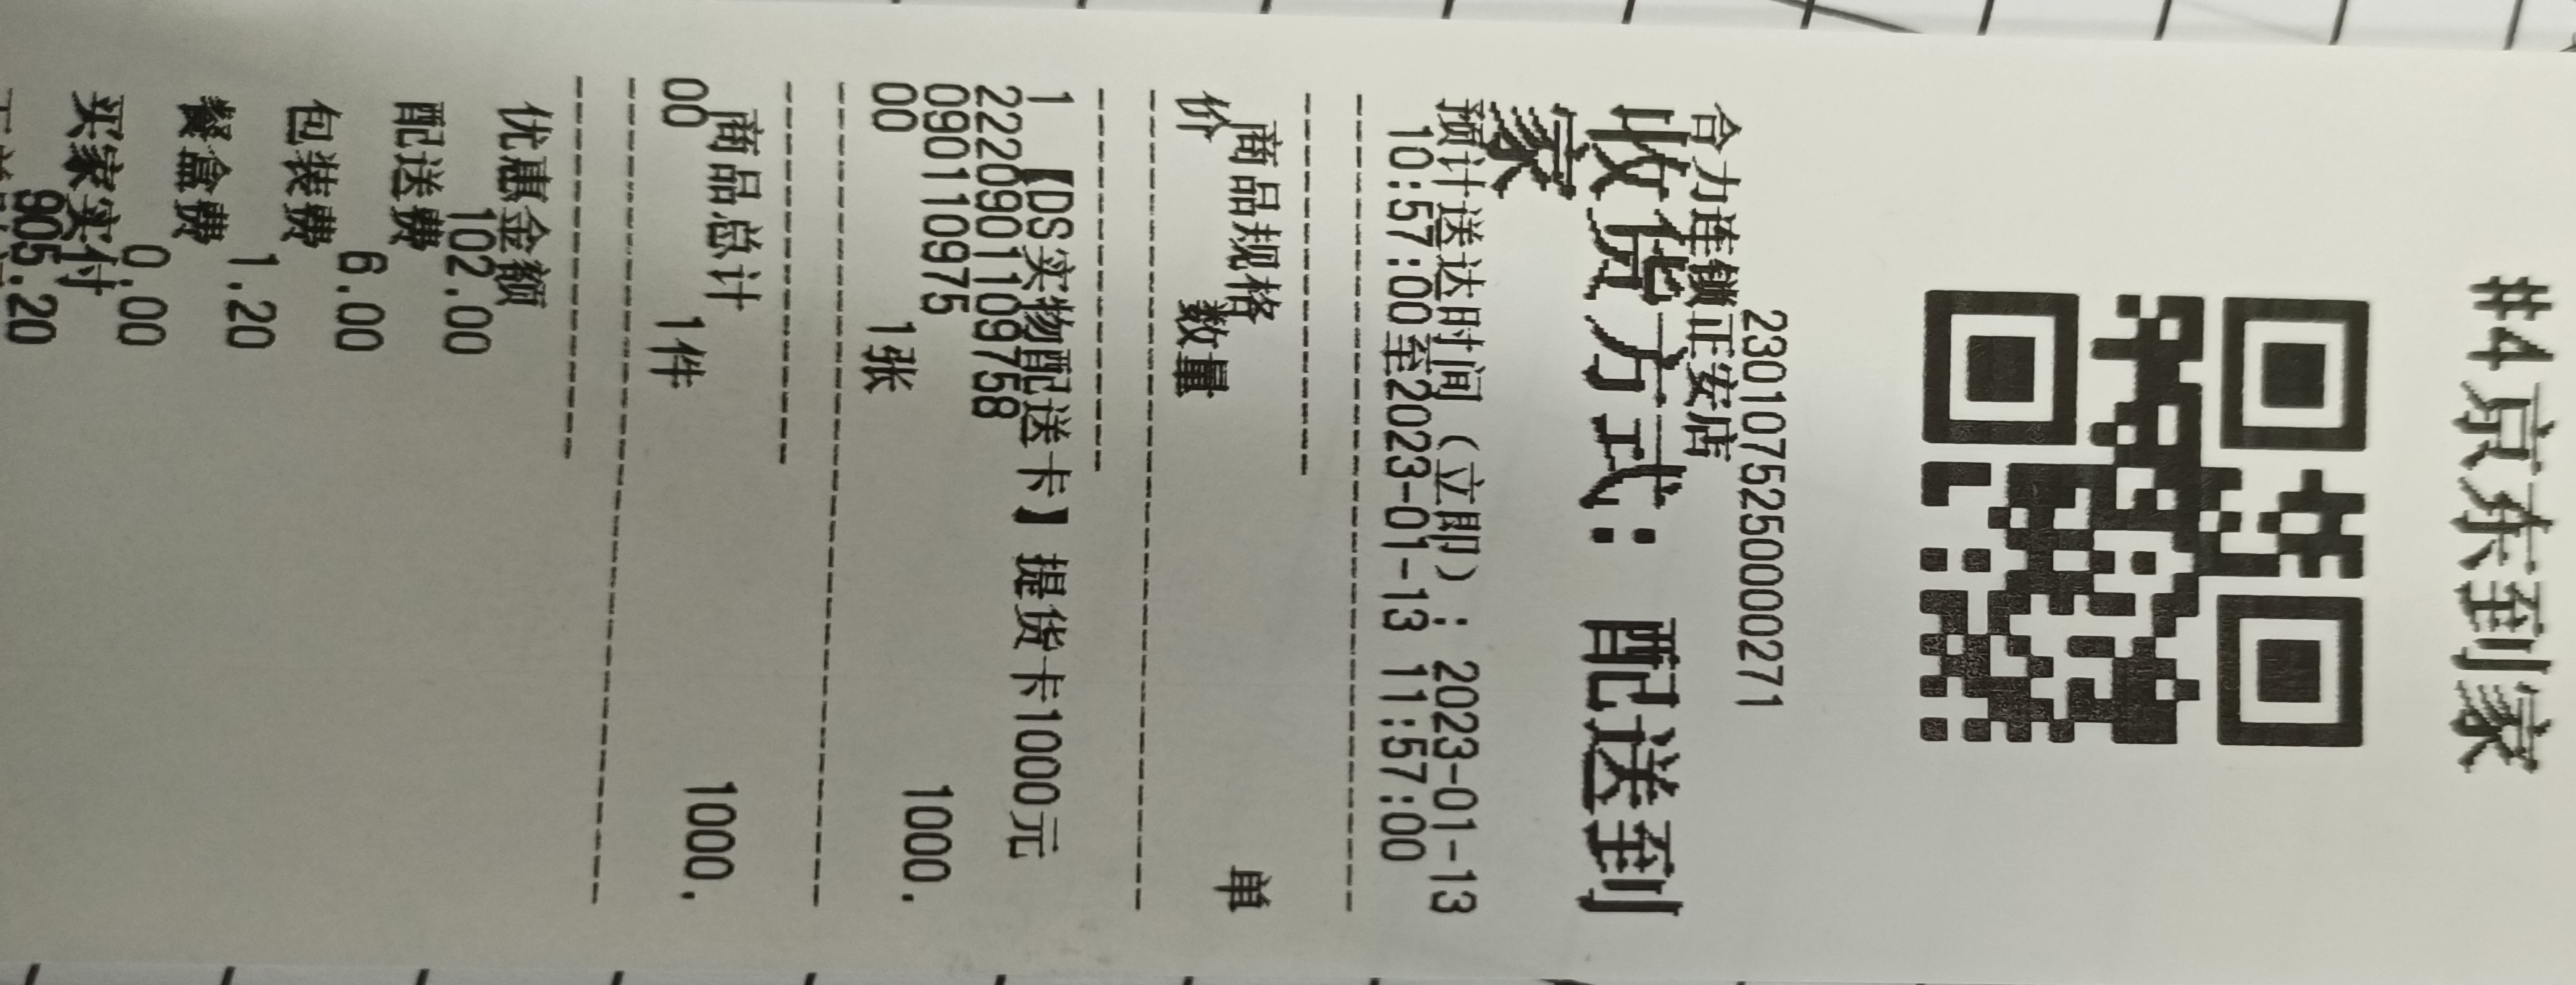 #4京东到家
2301075250000271
合力连锁正安店
收货方式：配送到
家
预计送达时间（立即）：2023-01-13
10:57:00至2023-01-13 11:57:00
商品规格 单
价 数量
1 【DS实物配送卡】提货卡1000元
2220901109758
090110975 1000.
00 1张
商品总计 1000.
00 1件
优惠金额
102.00
配送费
6.00
包装费
1.20
餐盒费
0.00
买家实付
905.20